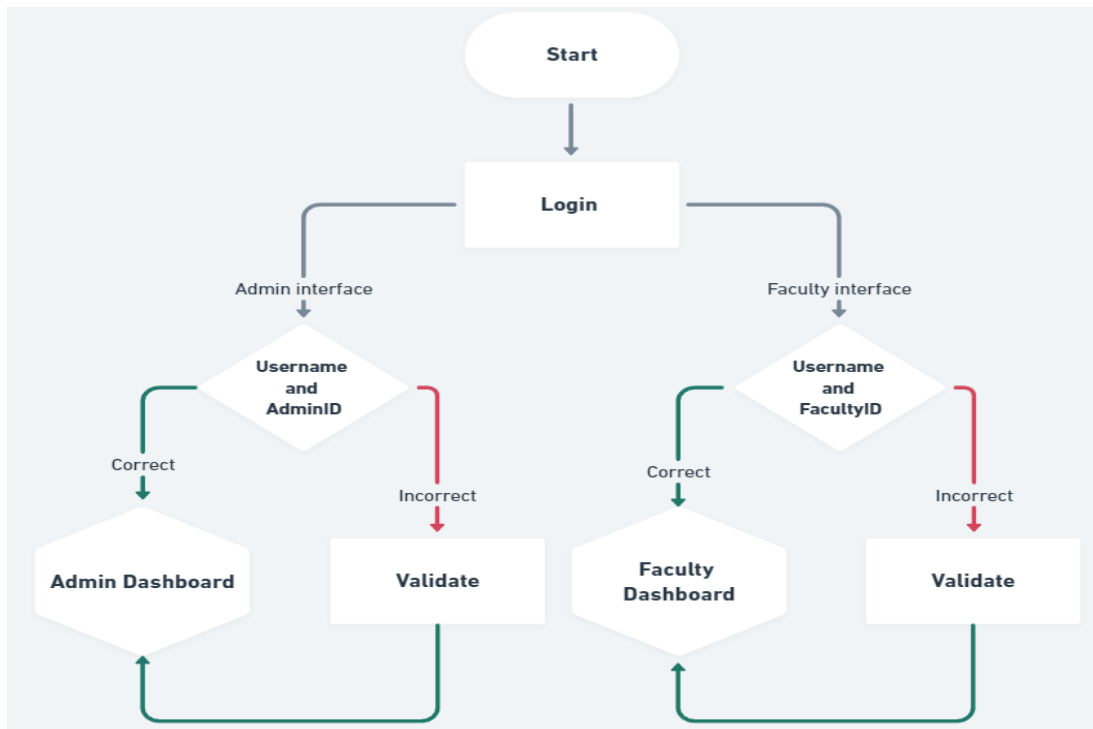 Start
Login
Admin interface
Faculty interface
Username
and
AdminID
Username
and
FacultyID
Correct
Incorrect
Correct
Incorrect
Admin Dashboard
Validate
Faculty
Dashboard
Validate